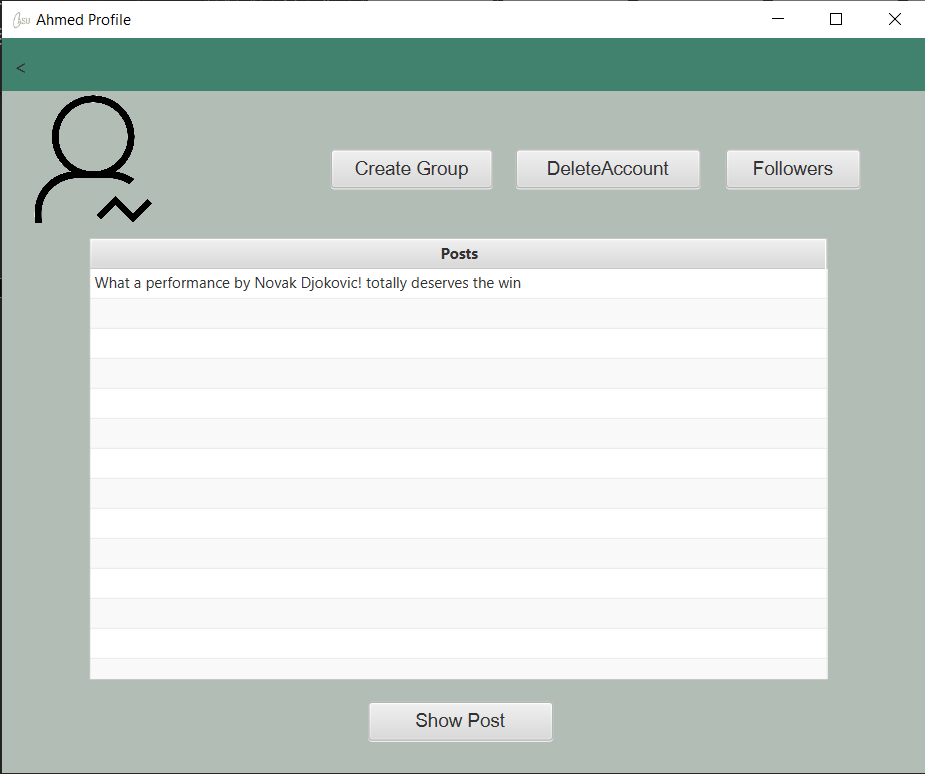 Ahmed Profile
<
Create Group
DeleteAccount
Followers
Posts
What a performance by Novak Djokovic! totally deserves the win
Show Post